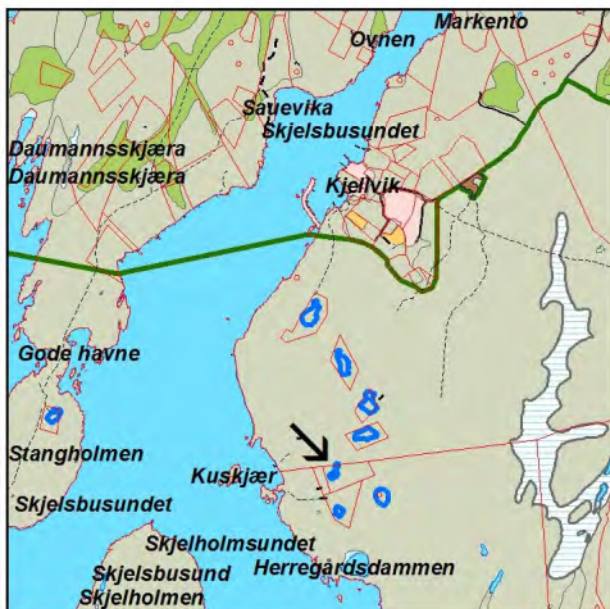 Markento
Ovnen
Sauevika
Skjelsbusundet
Daumannsskjæra
Daumannsskjæra
Kjellvik
Gode havne
Stangholmen
Kuskjær
Skjelsbusundet
Skjelholmsundet
Herregårdsdammen
Skjelsbusund
Skjelholmen